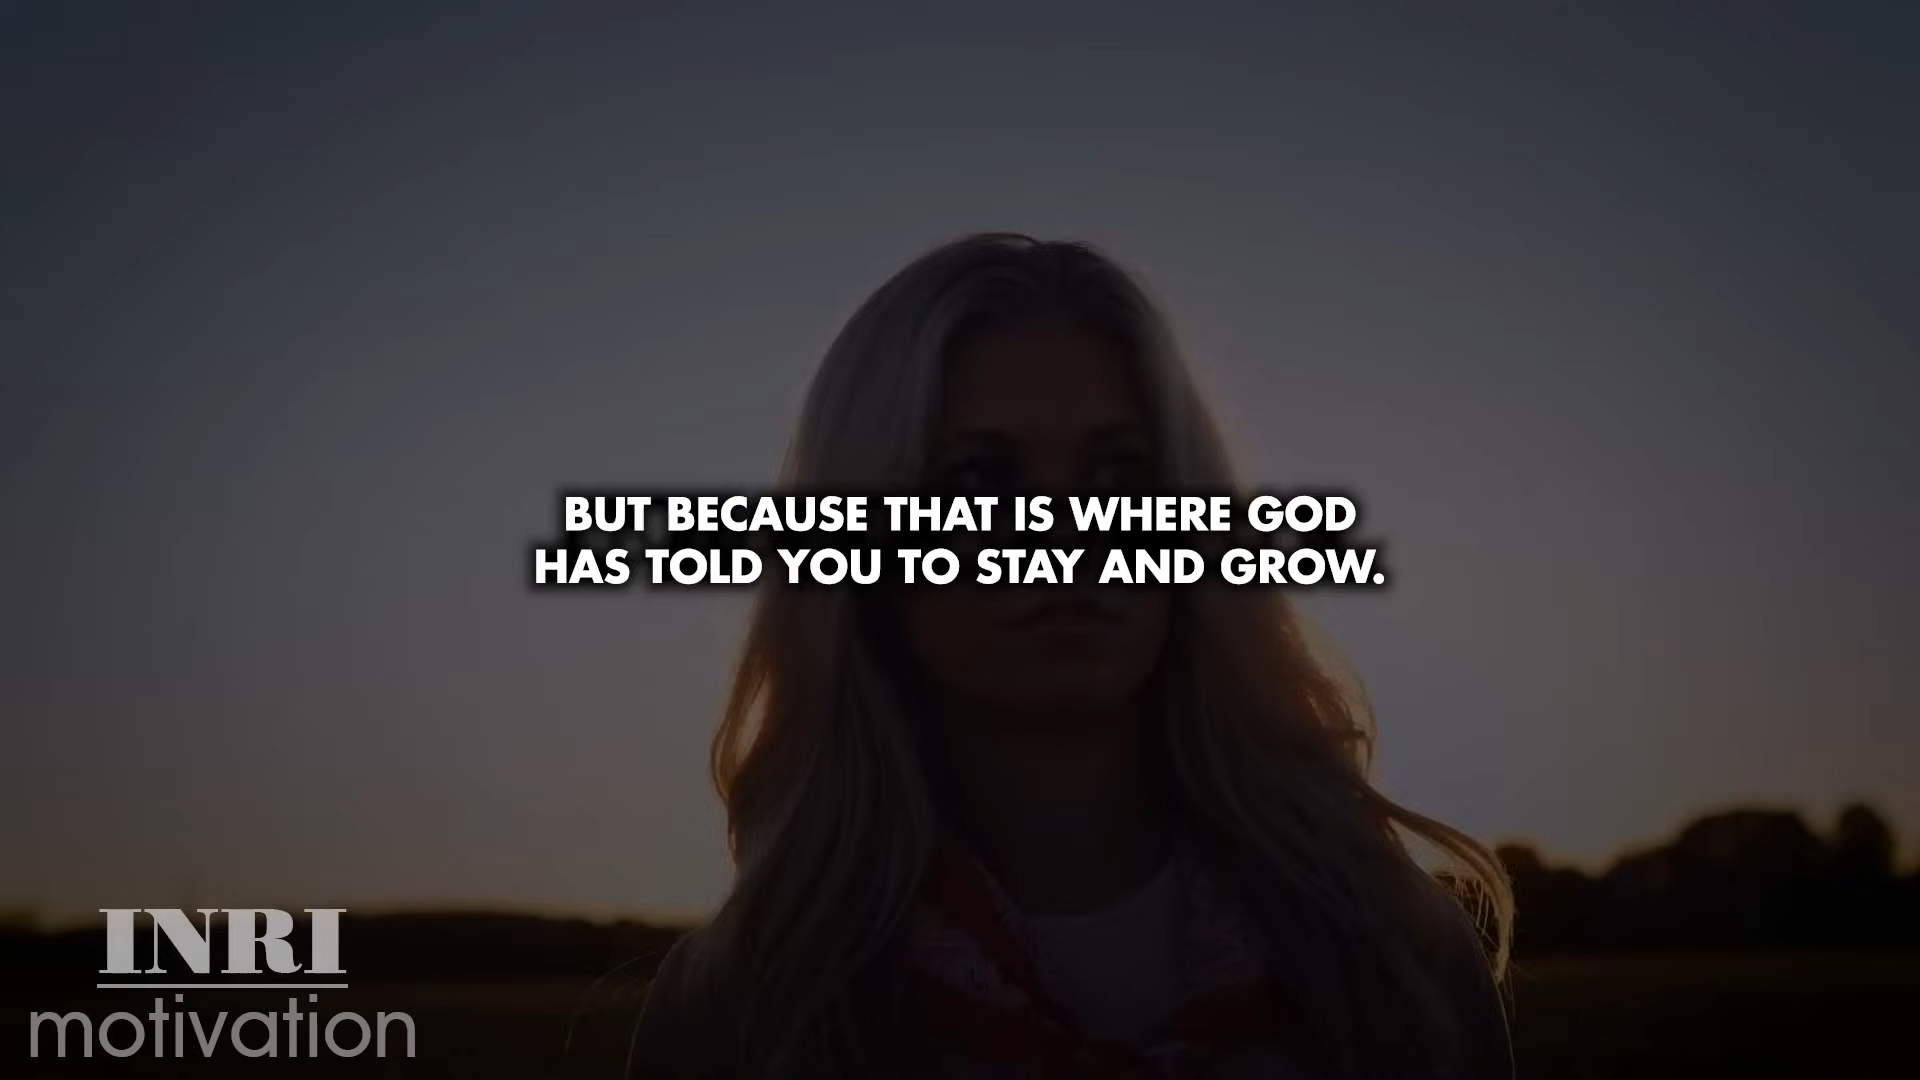 BUT BECAUSE THAT IS WHERE GOD
HAS TOLD YOU TO STAY AND GROW.
INRI
motivation